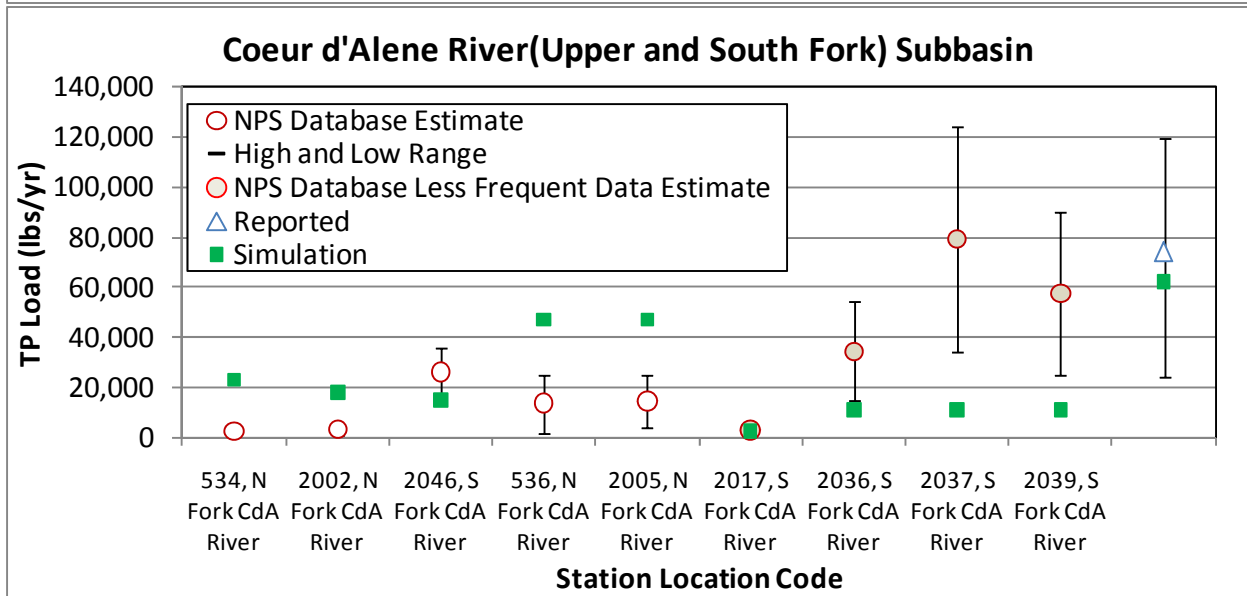 Coeur d'Alene River(Upper and South Fork) Subbasin
TP Load (lbs/yr)
140,000
120,000
100,000
80,000
60,000
40,000
20,000
0
NPS Database Estimate
High and Low Range
NPS Database Less Frequent Data Estimate
Reported
Simulation
534, N
Fork CdA
River
2002, N
Fork CdA
River
2046, S
Fork CdA
River
536, N
Fork CdA
River
2005, N
Fork CdA
River
2017, S
Fork CdA
River
2036, S
Fork CdA
River
2037, S
Fork CdA
River
2039, S
Fork CdA
River
Station Location Code